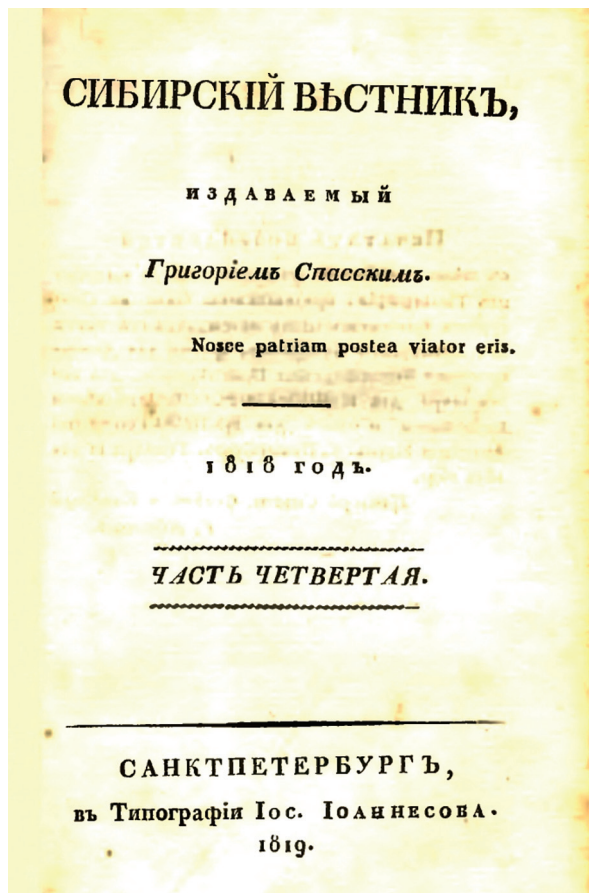 СИБИРСКІЙ ВѢСТНИКЪ,
ИЗДАВАЕМЫЙ
Григоріемъ Спасскимъ.
Nosce patriam postea viator eris.
1818 годъ.
ЧАСТЬ ЧЕТВЕРТАЯ.
САНКТПЕТЕРБУРГЪ,
въ Типографіи Іос. Іоаннесова.
1819.